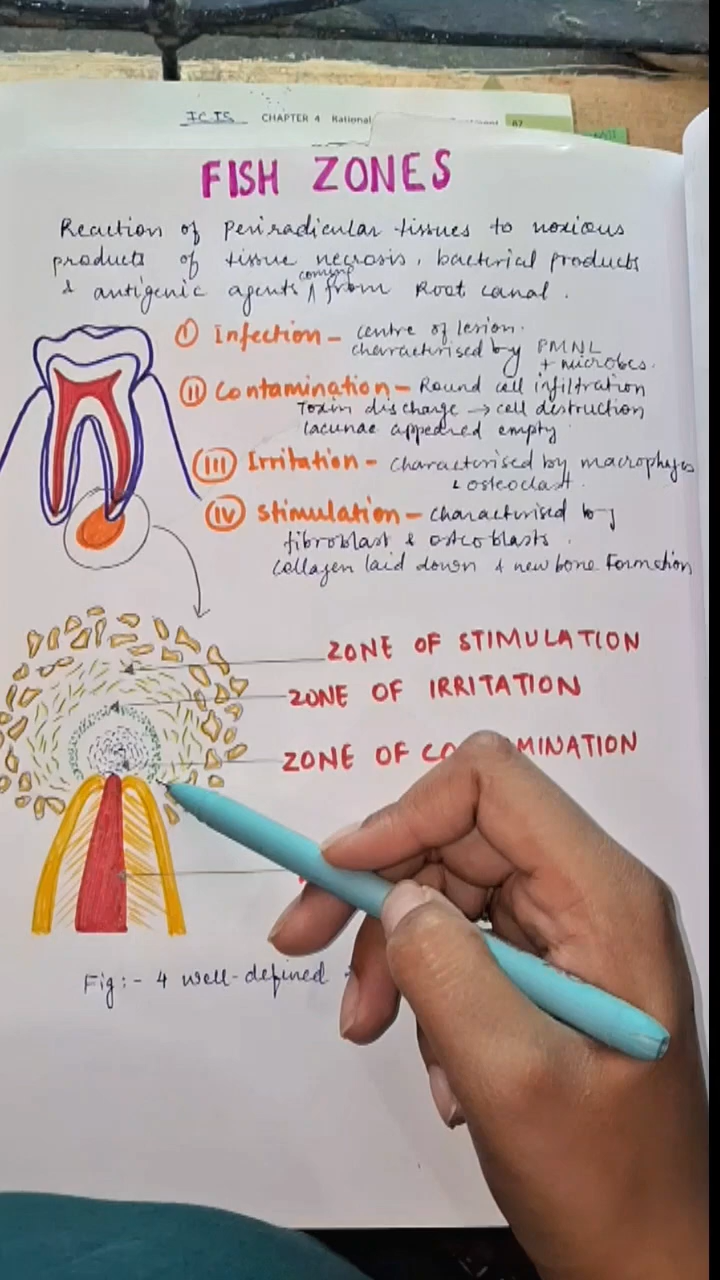 ICIS CHAPTER 4 Rational 87
FISH ZONES
Reaction of Periradicular tissues to noxious
products of tissue necrosis, bacterial products
& antigenic agents coming from Root canal.
I Infection - centre of lesion.
characterised by PMNL
+ microbes.
II Contamination - Round cell infiltration
Toxin discharge → cell destruction
lacunae appeared empty
III Irritation - characterised by macrophages
& osteoclast.
IV Stimulation - characterised by
fibroblast & osteoblasts.
Collagen laid down & new bone Formation
ZONE OF STIMULATION
ZONE OF IRRITATION
ZONE OF
Fig:- 4 well-defined